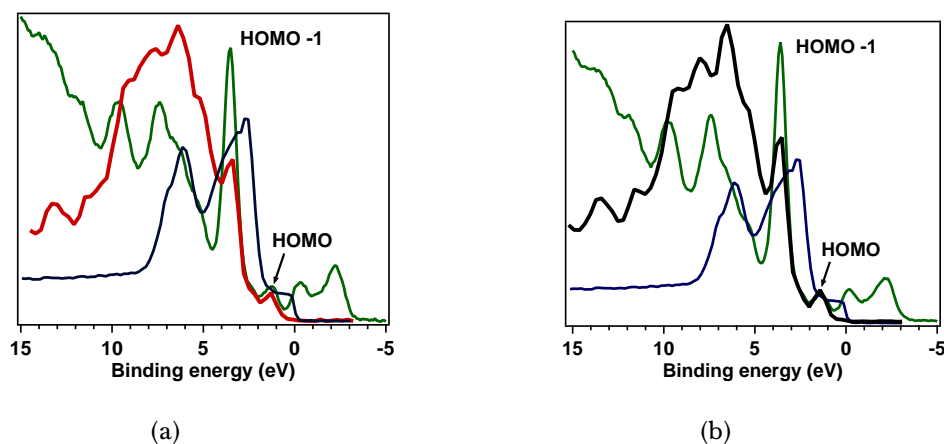 HOMO -1
HOMO
15 10 5 0 -5
Binding energy (eV)
(a)
HOMO -1
HOMO
15 10 5 0 -5
Binding energy (eV)
(b)